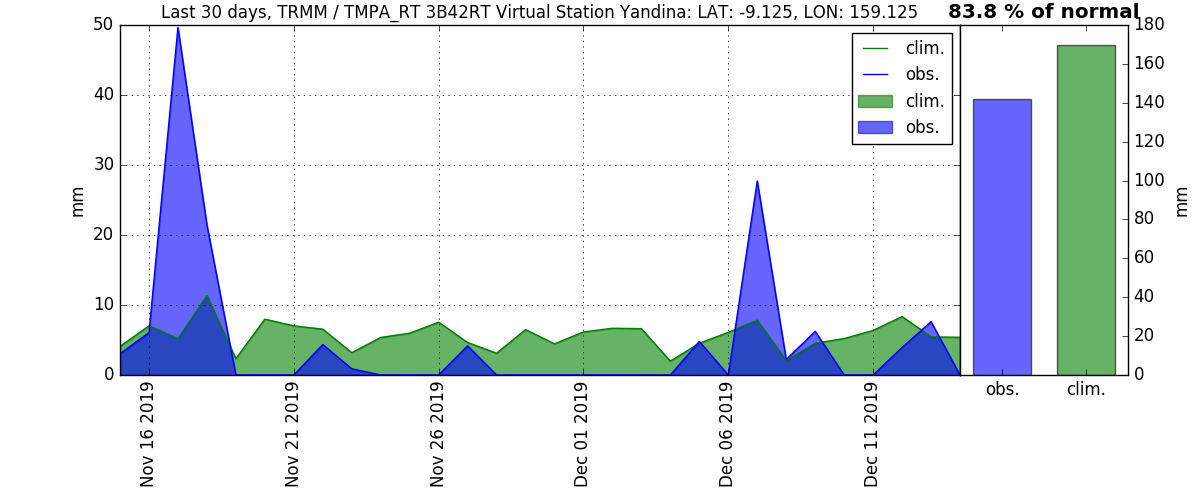 Last 30 days, TRMM / TMPA_RT 3B42RT Virtual Station Yandina: LAT: -9.125, LON: 159.125
83.8 % of normal
50
40
30
20
10
0
mm
clim.
obs.
clim.
obs.
Nov 16 2019
Nov 21 2019
Nov 26 2019
Dec 01 2019
Dec 06 2019
Dec 11 2019
180
160
140
120
100
80
60
40
20
0
mm
obs.
clim.